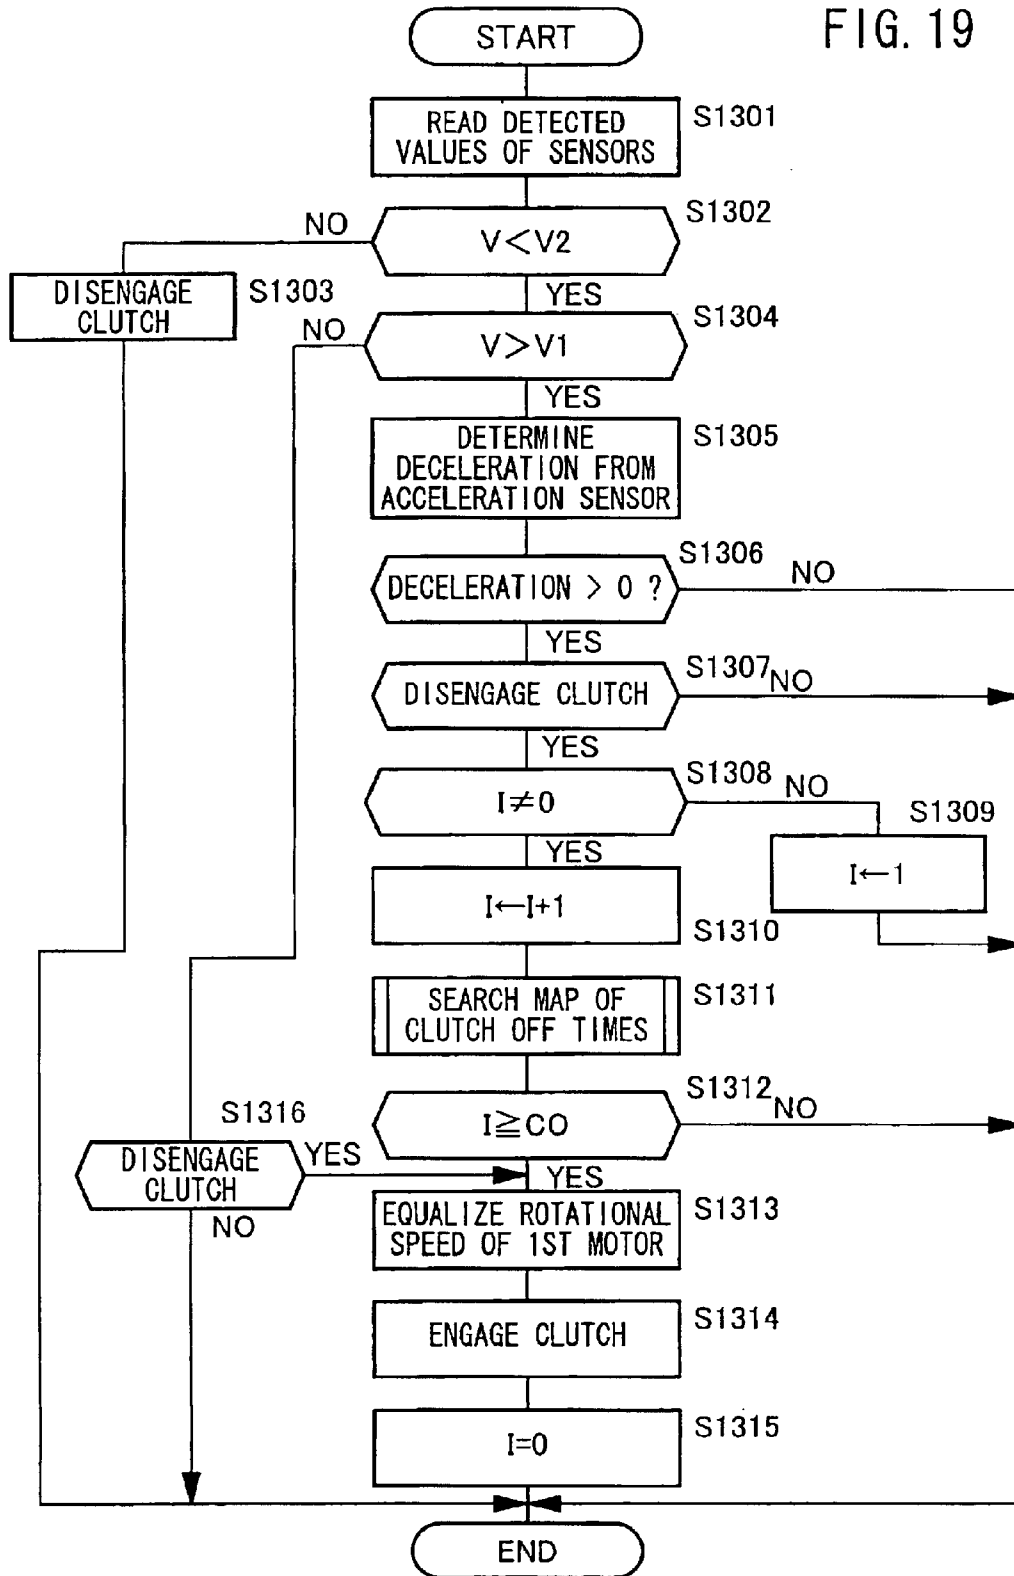 FIG. 19
START
READ DETECTED
VALUES OF SENSORS
S1301
V<V2
S1302
NO
YES
DISENGAGE
CLUTCH
S1303
V>V1
S1304
NO
YES
DETERMINE
DECELERATION FROM
ACCELERATION SENSOR
S1305
DECELERATION > 0 ?
S1306
NO
YES
DISENGAGE CLUTCH
S1307
NO
YES
I≠0
S1308
NO
YES
S1309
I←1
I←I+1
S1310
SEARCH MAP OF
CLUTCH OFF TIMES
S1311
I≧CO
S1312
NO
YES
S1316
DISENGAGE
CLUTCH
YES
NO
EQUALIZE ROTATIONAL
SPEED OF 1ST MOTOR
S1313
ENGAGE CLUTCH
S1314
I=0
S1315
END